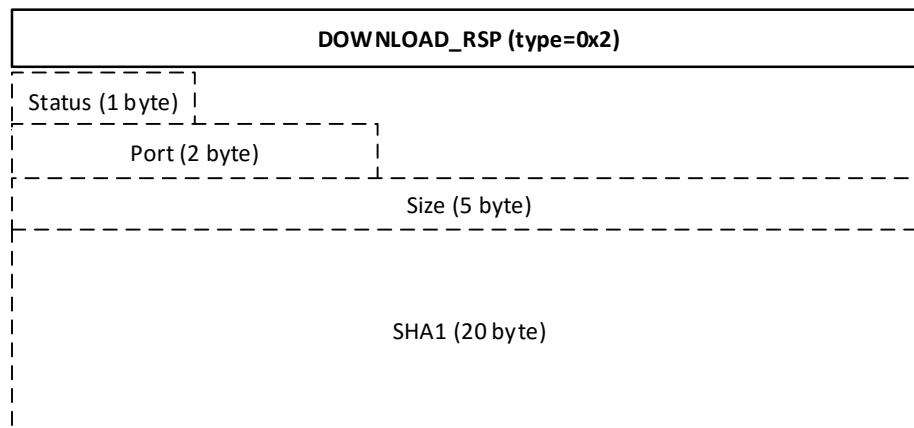 DOWNLOAD_RSP (type=0x2)
Status (1 byte)
Port (2 byte)
Size (5 byte)
SHA1 (20 byte)